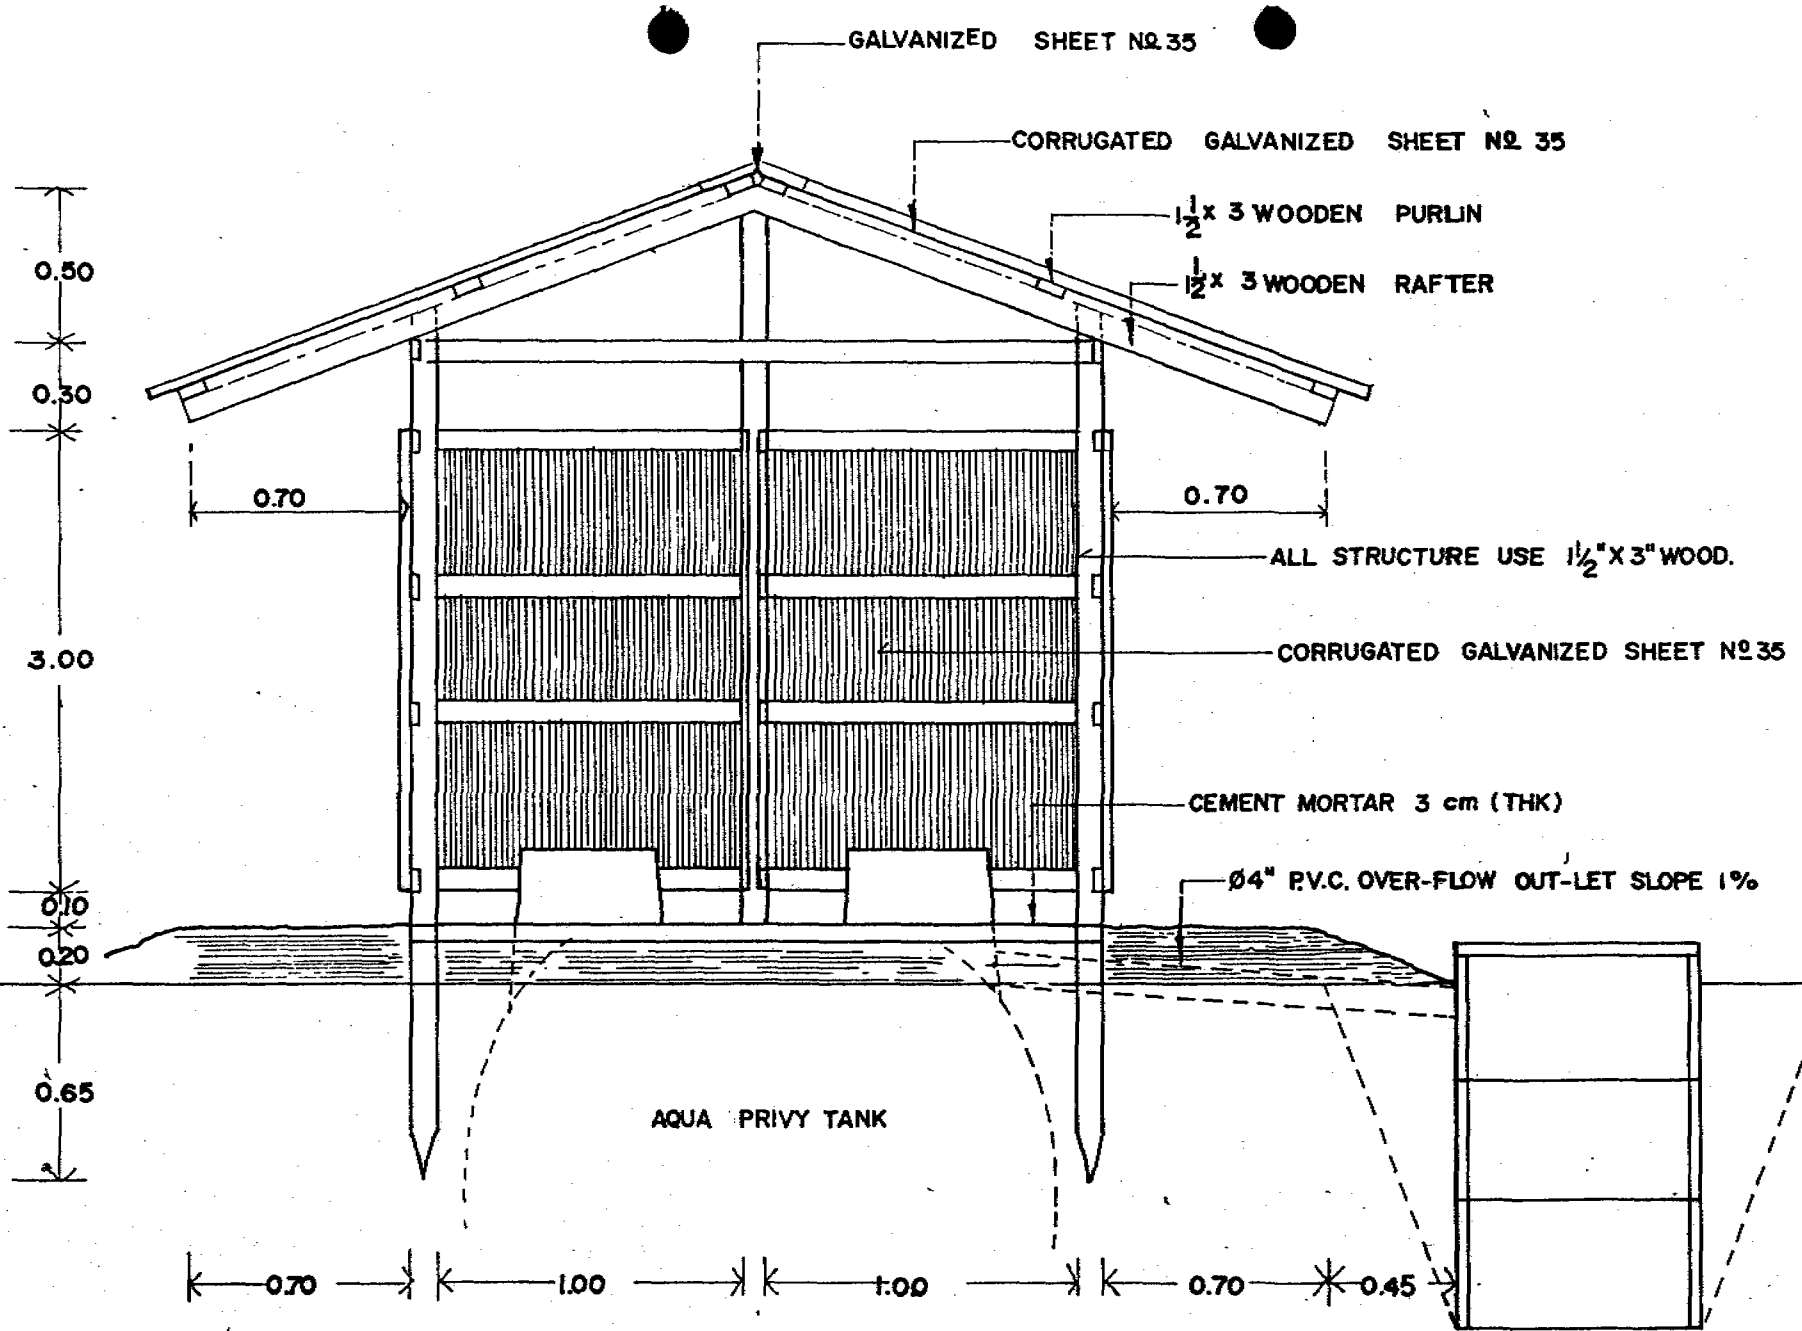 GALVANIZED SHEET Nº 35
CORRUGATED GALVANIZED SHEET Nº 35
1½ x 3 WOODEN PURLIN
1½ x 3 WOODEN RAFTER
0.50
0.30
0.70
0.70
ALL STRUCTURE USE 1½" X 3" WOOD.
3.00
CORRUGATED GALVANIZED SHEET Nº 35
CEMENT MORTAR 3 cm (THK)
Ø4" P.V.C. OVER-FLOW OUT-LET SLOPE 1%
0.10
0.20
0.65
AQUA PRIVY TANK
0.70 1.00 1.00 0.70 0.45